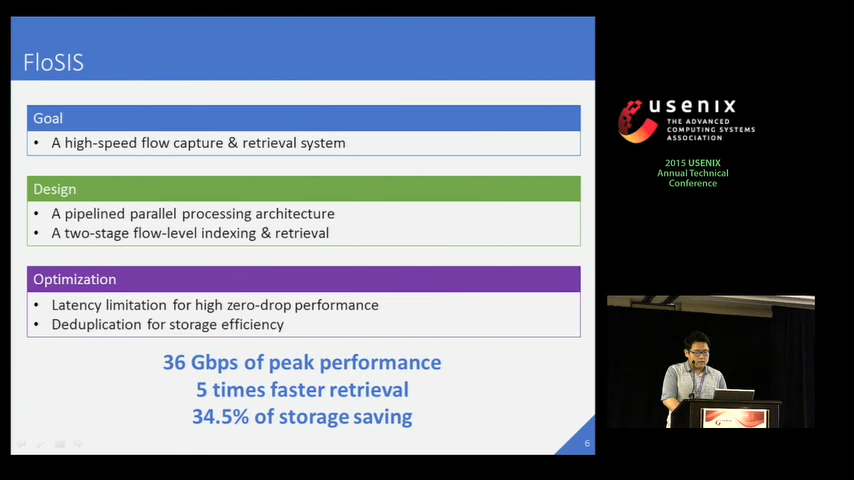 FloSIS
Goal
• A high-speed flow capture & retrieval system
Design
• A pipelined parallel processing architecture
• A two-stage flow-level indexing & retrieval
Optimization
• Latency limitation for high zero-drop performance
• Deduplication for storage efficiency
36 Gbps of peak performance
5 times faster retrieval
34.5% of storage saving
6
usenix
THE ADVANCED
COMPUTING SYSTEMS
ASSOCIATION
2015 USENIX
Annual Technical
Conference